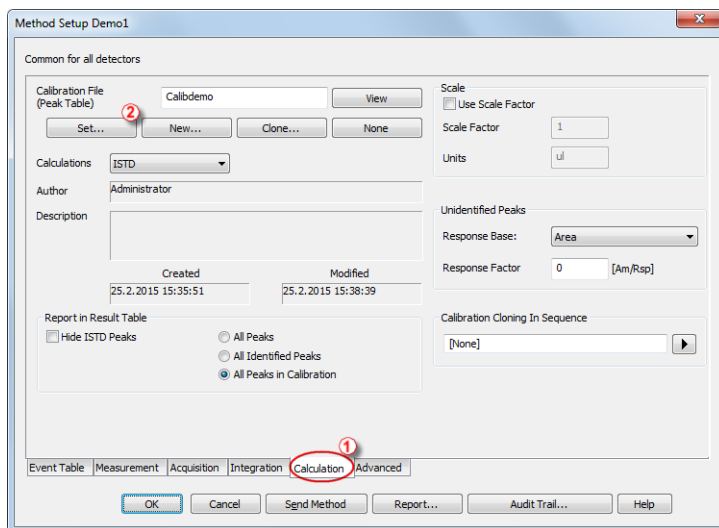 Method Setup Demo1
Common for all detectors
Calibration File
(Peak Table)
Calibdemo
View
2
Set...
New...
Clone...
None
Calculations
ISTD
Author
Administrator
Description
Created
Modified
25.2.2015 15:35:51
25.2.2015 15:38:39
Report in Result Table
Hide ISTD Peaks
All Peaks
All Identified Peaks
All Peaks in Calibration
Scale
Use Scale Factor
Scale Factor
1
Units
ul
Unidentified Peaks
Response Base:
Area
Response Factor
0
[Am/Rsp]
Calibration Cloning In Sequence
[None]
1
Event Table
Measurement
Acquisition
Integration
Calculation
Advanced
OK
Cancel
Send Method
Report...
Audit Trail...
Help